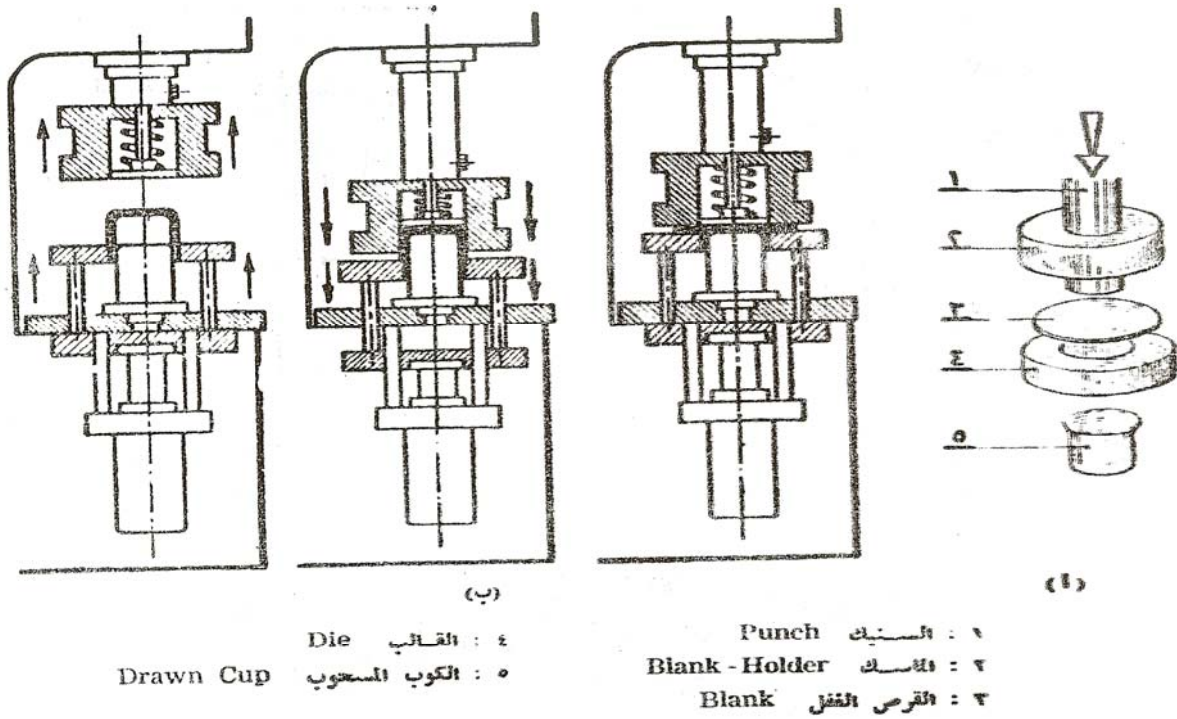 ١
٢
٣
٤
٥
(أ)
(ب)
١ : السنبك Punch
٢ : الماسك Blank - Holder
٣ : القرص الغفل Blank
٤ : القالب Die
٥ : الكوب المسحوب Drawn Cup